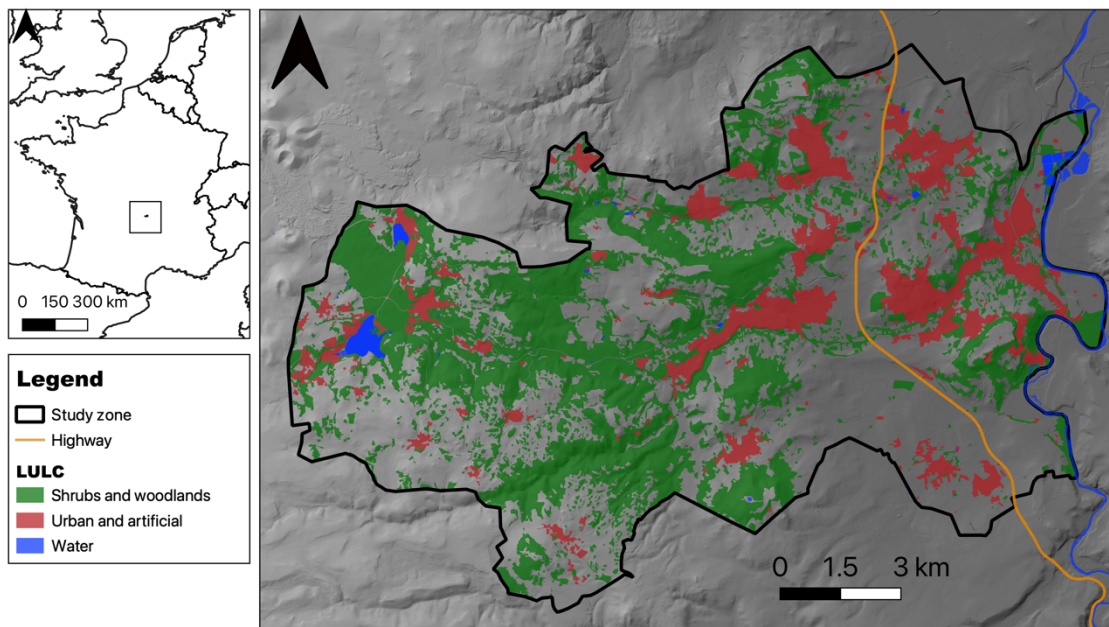 0 150 300 km
Legend
Study zone
Highway
LULC
Shrubs and woodlands
Urban and artificial
Water
0 1.5 3 km